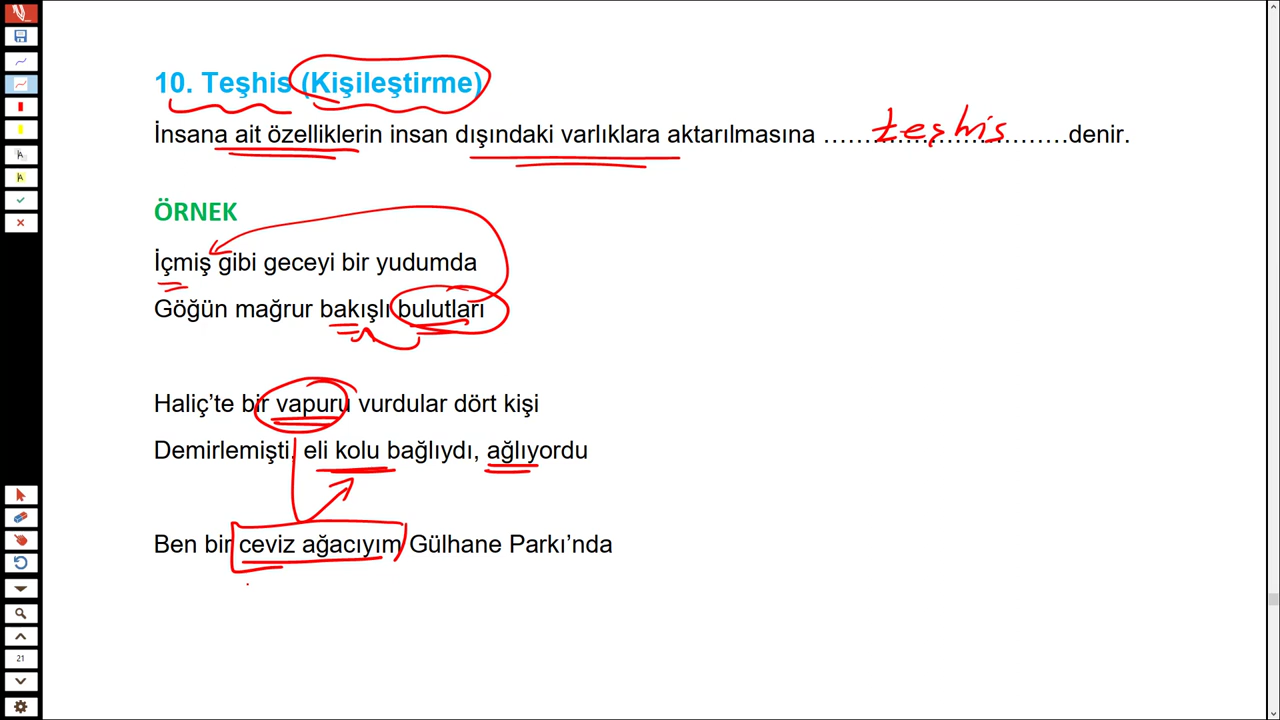 10. Teşhis (Kişileştirme)
İnsana ait özelliklerin insan dışındaki varlıklara aktarılmasına ……teşhis……denir.
ÖRNEK
İçmiş gibi geceyi bir yudumda
Göğün mağrur bakışlı bulutları
Haliç’te bir vapuru vurdular dört kişi
Demirlemişti, eli kolu bağlıydı, ağlıyordu
Ben bir ceviz ağacıyım Gülhane Parkı’nda
21